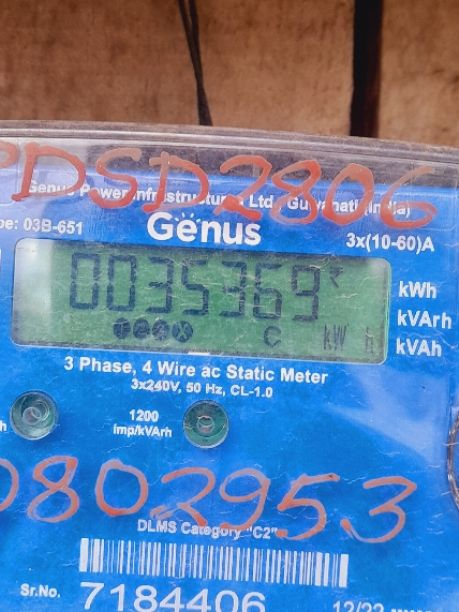 PDSD2806
Genus Power Infrastructures Ltd., Guwahati (India)
pe: 03B-651
Genus
3x(10-60)A
0035369
C kW h
kWh
kVArh
kVAh
3 Phase, 4 Wire ac Static Meter
3x240V, 50 Hz, CL-1.0
1200
imp/kVArh
0802953
DLMS Category "C2"
Sr.No. 7184406 12/22